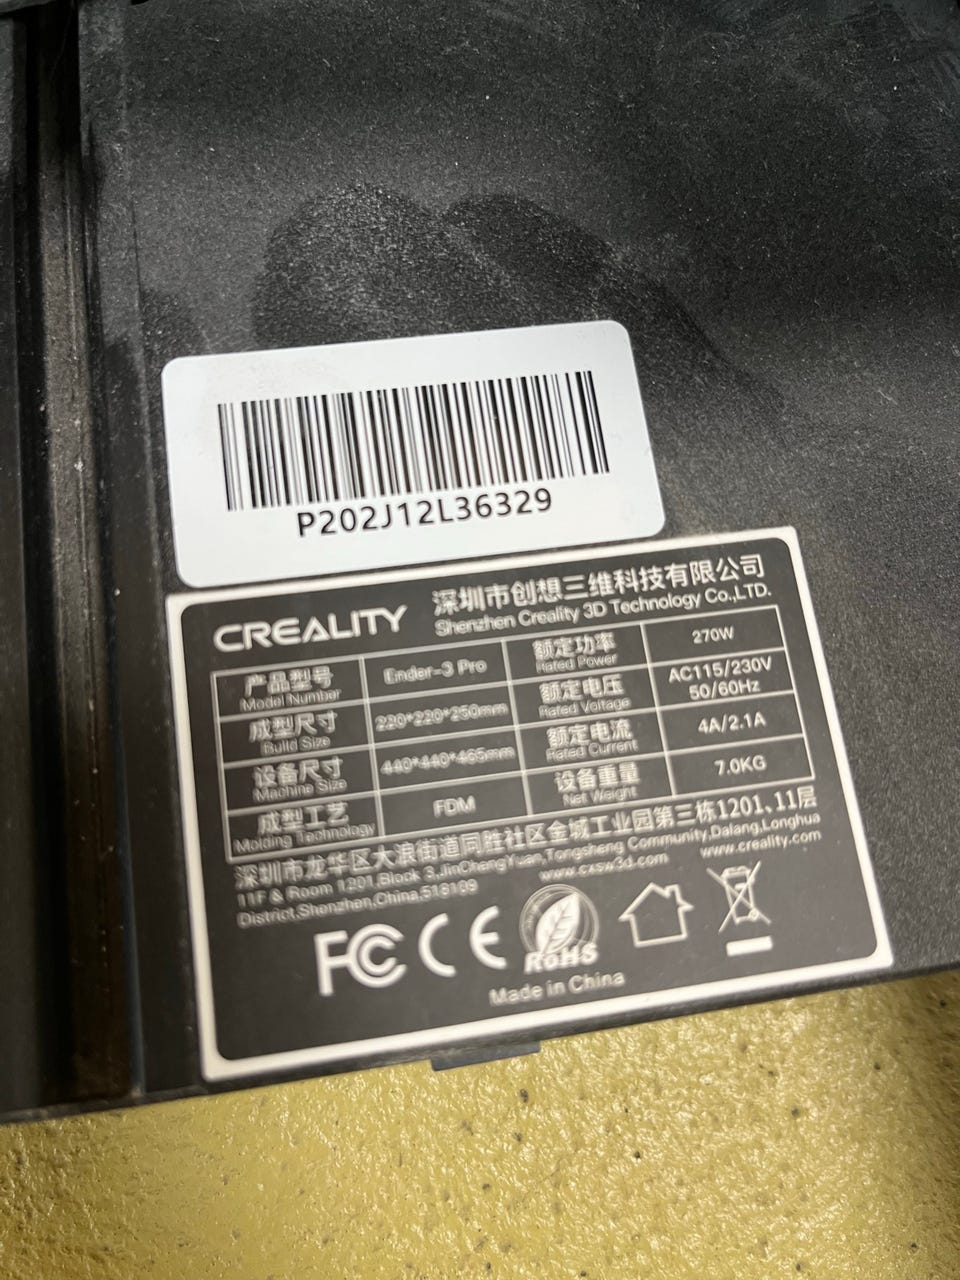 P202J12L36329
CREALITY
深圳市创想三维科技有限公司
Shenzhen Creality 3D Technology Co.,LTD.
产品型号 Ender-3 Pro 额定功率 270W
Model Number Rated Power
成型尺寸 220*220*250mm 额定电压 AC115/230V
Build Size Rated Voltage 50/60Hz
设备尺寸 440*440*465mm 额定电流 4A/2.1A
Machine Size Rated Current
成型工艺 FDM 设备重量 7.0KG
Molding Technology Net Weight
深圳市龙华区大浪街道同胜社区金城工业园第三栋1201、11层
11F & Room 1201,Block 3,JinChengYuan,Tongsheng Community,Dalang,Longhua
District,Shenzhen,China,518109 www.cxsw3d.com www.creality.com
FC CE RoHS
Made in China